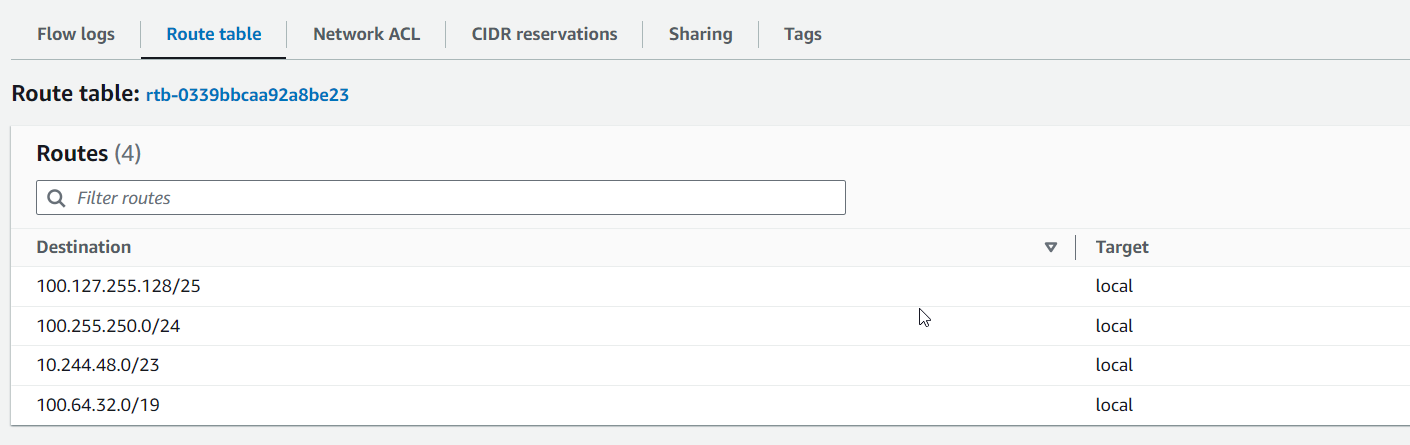 Flow logs Route table Network ACL CIDR reservations Sharing Tags
Route table: rtb-0339bbcaa92a8be23
Routes (4)
Filter routes
Destination Target
100.127.255.128/25 local
100.255.250.0/24 local
10.244.48.0/23 local
100.64.32.0/19 local